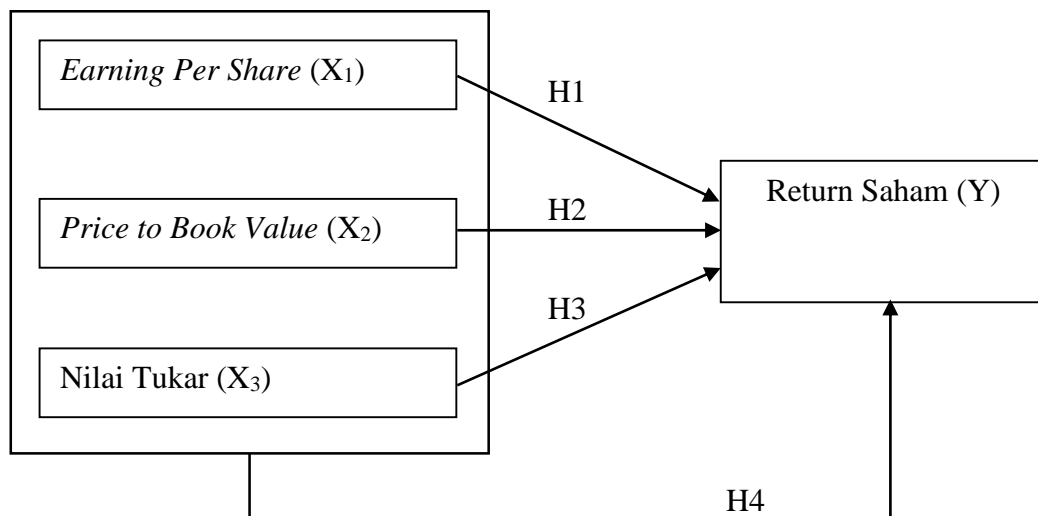 Earning Per Share (X₁)
H1
Return Saham (Y)
Price to Book Value (X₂)
H2
H3
Nilai Tukar (X₃)
H4